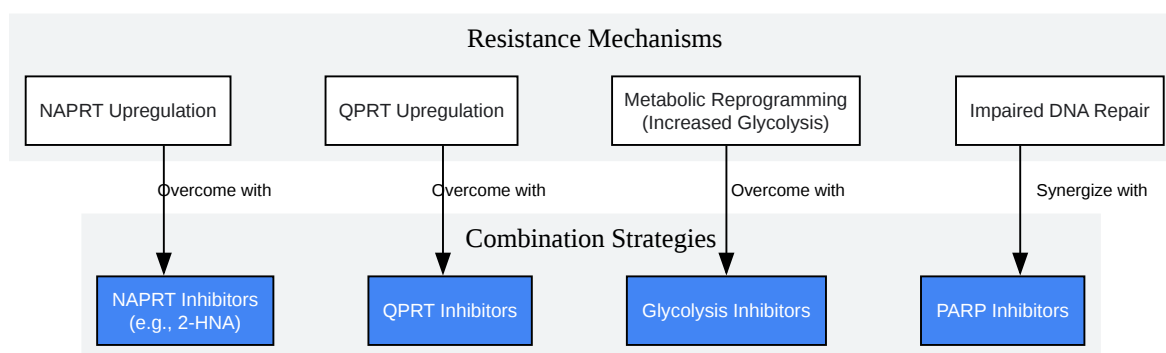 Resistance Mechanisms
NAPRT Upregulation
QPRT Upregulation
Metabolic Reprogramming
(Increased Glycolysis)
Impaired DNA Repair
Overcome with
Overcome with
Overcome with
Synergize with
Combination Strategies
NAPRT Inhibitors
(e.g., 2-HNA)
QPRT Inhibitors
Glycolysis Inhibitors
PARP Inhibitors